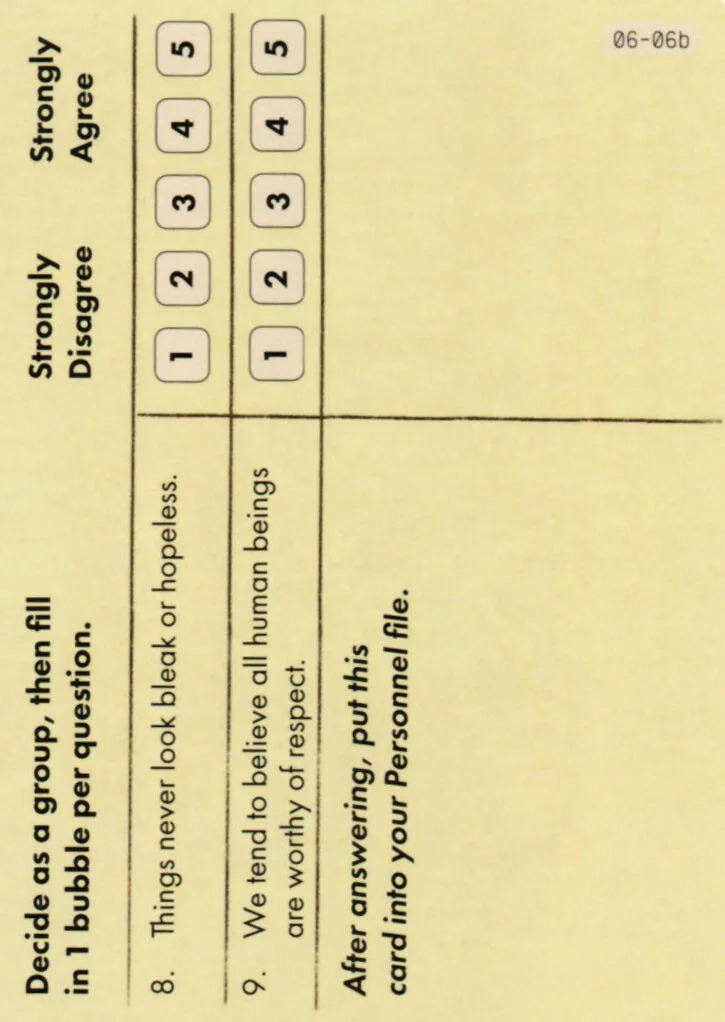 Decide as a group, then fill
in 1 bubble per question.
Strongly
Disagree
Strongly
Agree
8. Things never look bleak or hopeless.
1 2 3 4 5
9. We tend to believe all human beings
are worthy of respect.
1 2 3 4 5
After answering, put this
card into your Personnel file.
06-06b